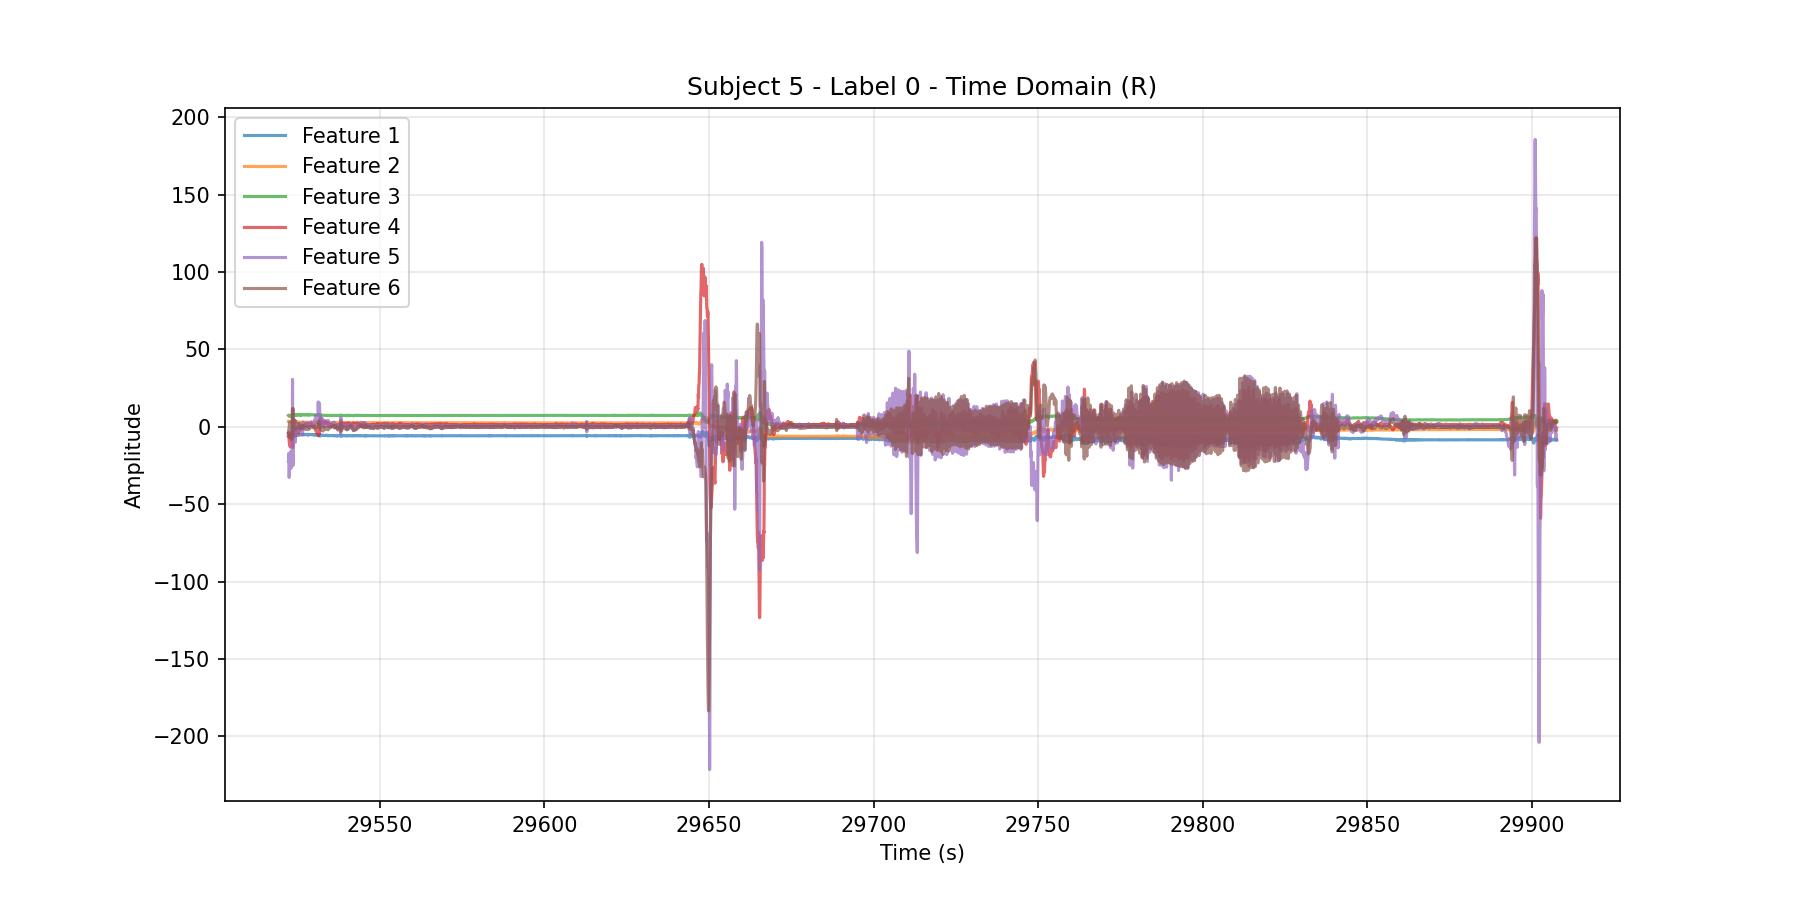 Subject 5 - Label 0 - Time Domain (R)
200
150
100
50
0
−50
−100
−150
−200
Amplitude
Feature 1
Feature 2
Feature 3
Feature 4
Feature 5
Feature 6
29550 29600 29650 29700 29750 29800 29850 29900
Time (s)